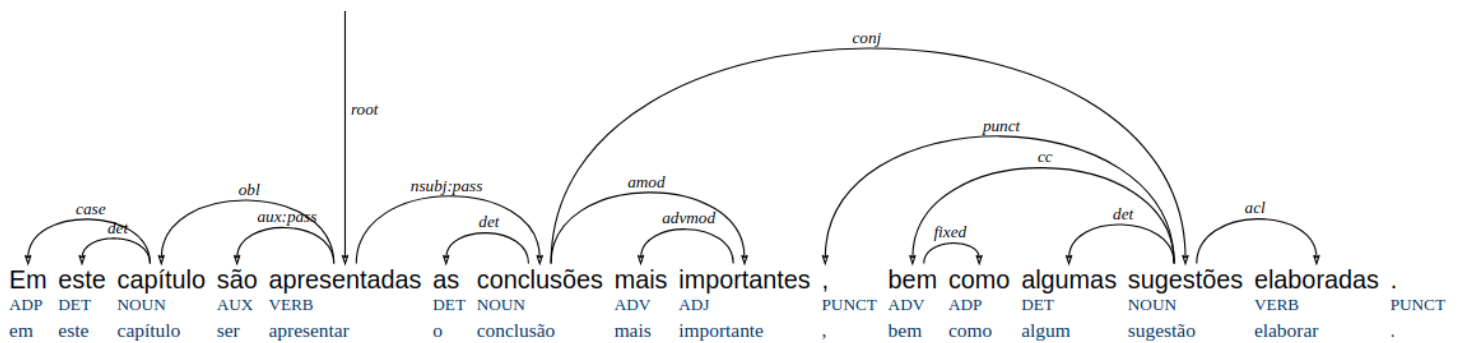 conj
root
punct
cc
obl
nsubj:pass
amod
case
det
aux:pass
det
advmod
fixed
det
acl
Em este capítulo são apresentadas as conclusões mais importantes , bem como algumas sugestões elaboradas .
ADP DET NOUN AUX VERB DET NOUN ADV ADJ PUNCT ADV ADP DET NOUN VERB PUNCT
em este capítulo ser apresentar o conclusão mais importante , bem como algum sugestão elaborar .